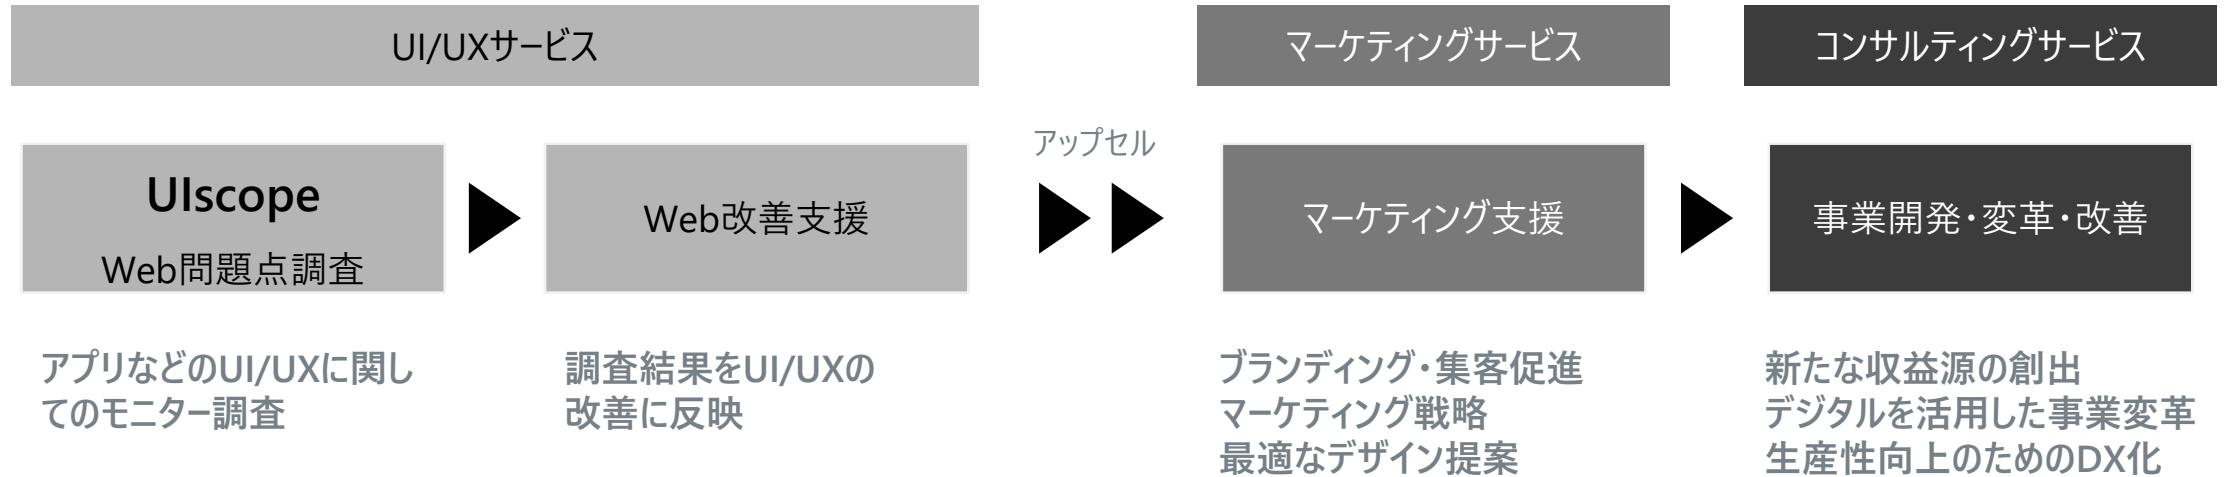 UI/UXサービス
マーケティングサービス
コンサルティングサービス
アップセル
UIscope
Web問題点調査
Web改善支援
マーケティング支援
事業開発・変革・改善
アプリなどのUI/UXに関し
てのモニター調査
調査結果をUI/UXの
改善に反映
ブランディング・集客促進
マーケティング戦略
最適なデザイン提案
新たな収益源の創出
デジタルを活用した事業変革
生産性向上のためのDX化